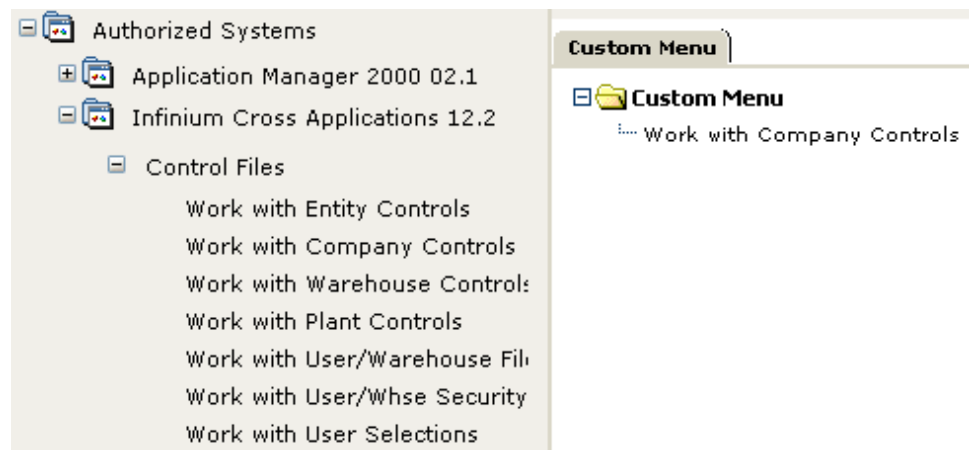 Authorized Systems
Application Manager 2000 02.1
Infinium Cross Applications 12.2
Control Files
Work with Entity Controls
Work with Company Controls
Work with Warehouse Controls
Work with Plant Controls
Work with User/Warehouse Fil
Work with User/Whse Security
Work with User Selections
Custom Menu
Custom Menu
Work with Company Controls